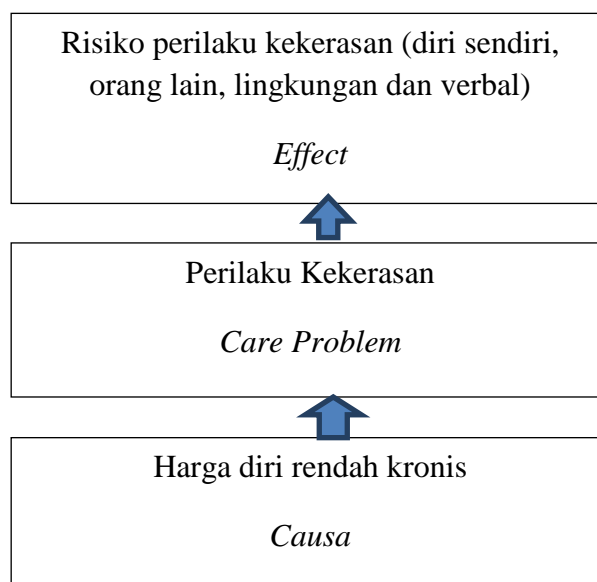 Risiko perilaku kekerasan (diri sendiri,
orang lain, lingkungan dan verbal)
Effect
Perilaku Kekerasan
Care Problem
Harga diri rendah kronis
Causa